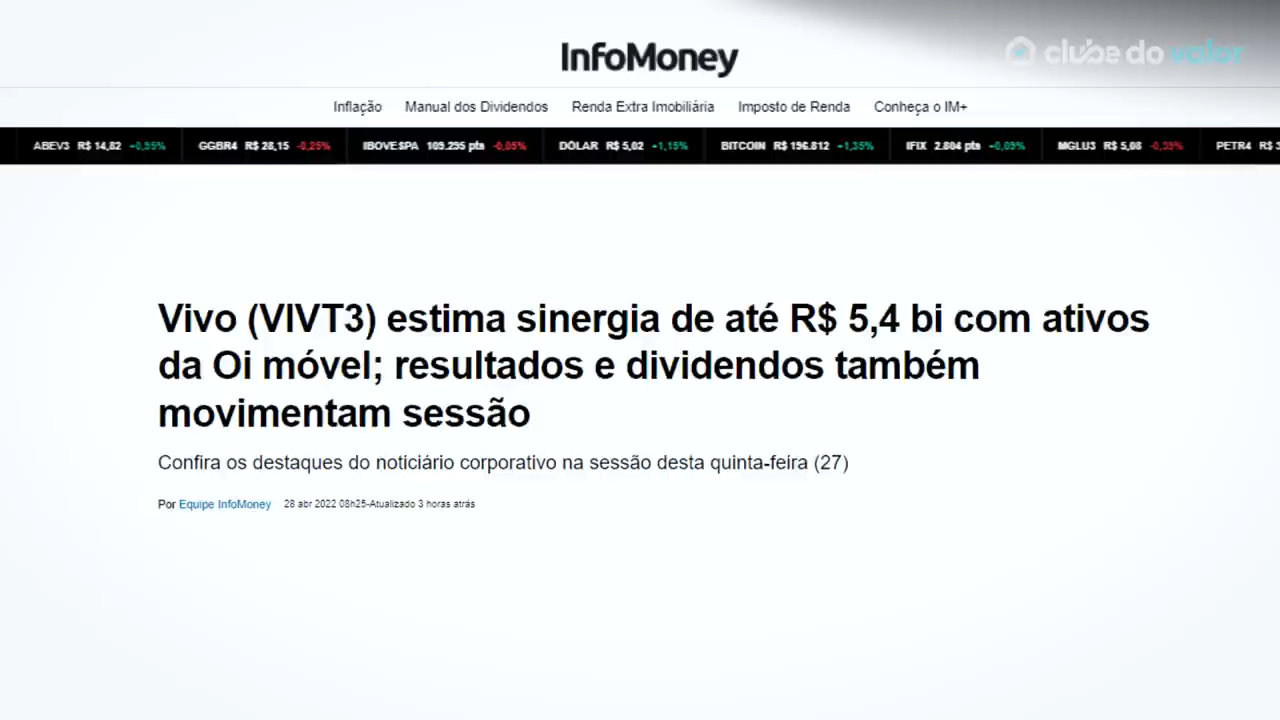 clube do valor
InfoMoney
Inflação Manual dos Dividendos Renda Extra Imobiliária Imposto de Renda Conheça o IM+
ABEV3 R$ 14,82 +0,95% GGBR4 R$ 28,15 -0,25% IBOVESPA 109.295 pts -0,05% DÓLAR R$ 5,02 +1,15% BITCOIN R$ 196.812 +1,35% IFIX 2.804 pts +0,09% MGLU3 R$ 5,08 -0,39% PETR4 R$
Vivo (VIVT3) estima sinergia de até R$ 5,4 bi com ativos
da Oi móvel; resultados e dividendos também
movimentam sessão
Confira os destaques do noticiário corporativo na sessão desta quinta-feira (27)
Por Equipe InfoMoney 28 abr 2022 08h25-Atualizado 3 horas atrás